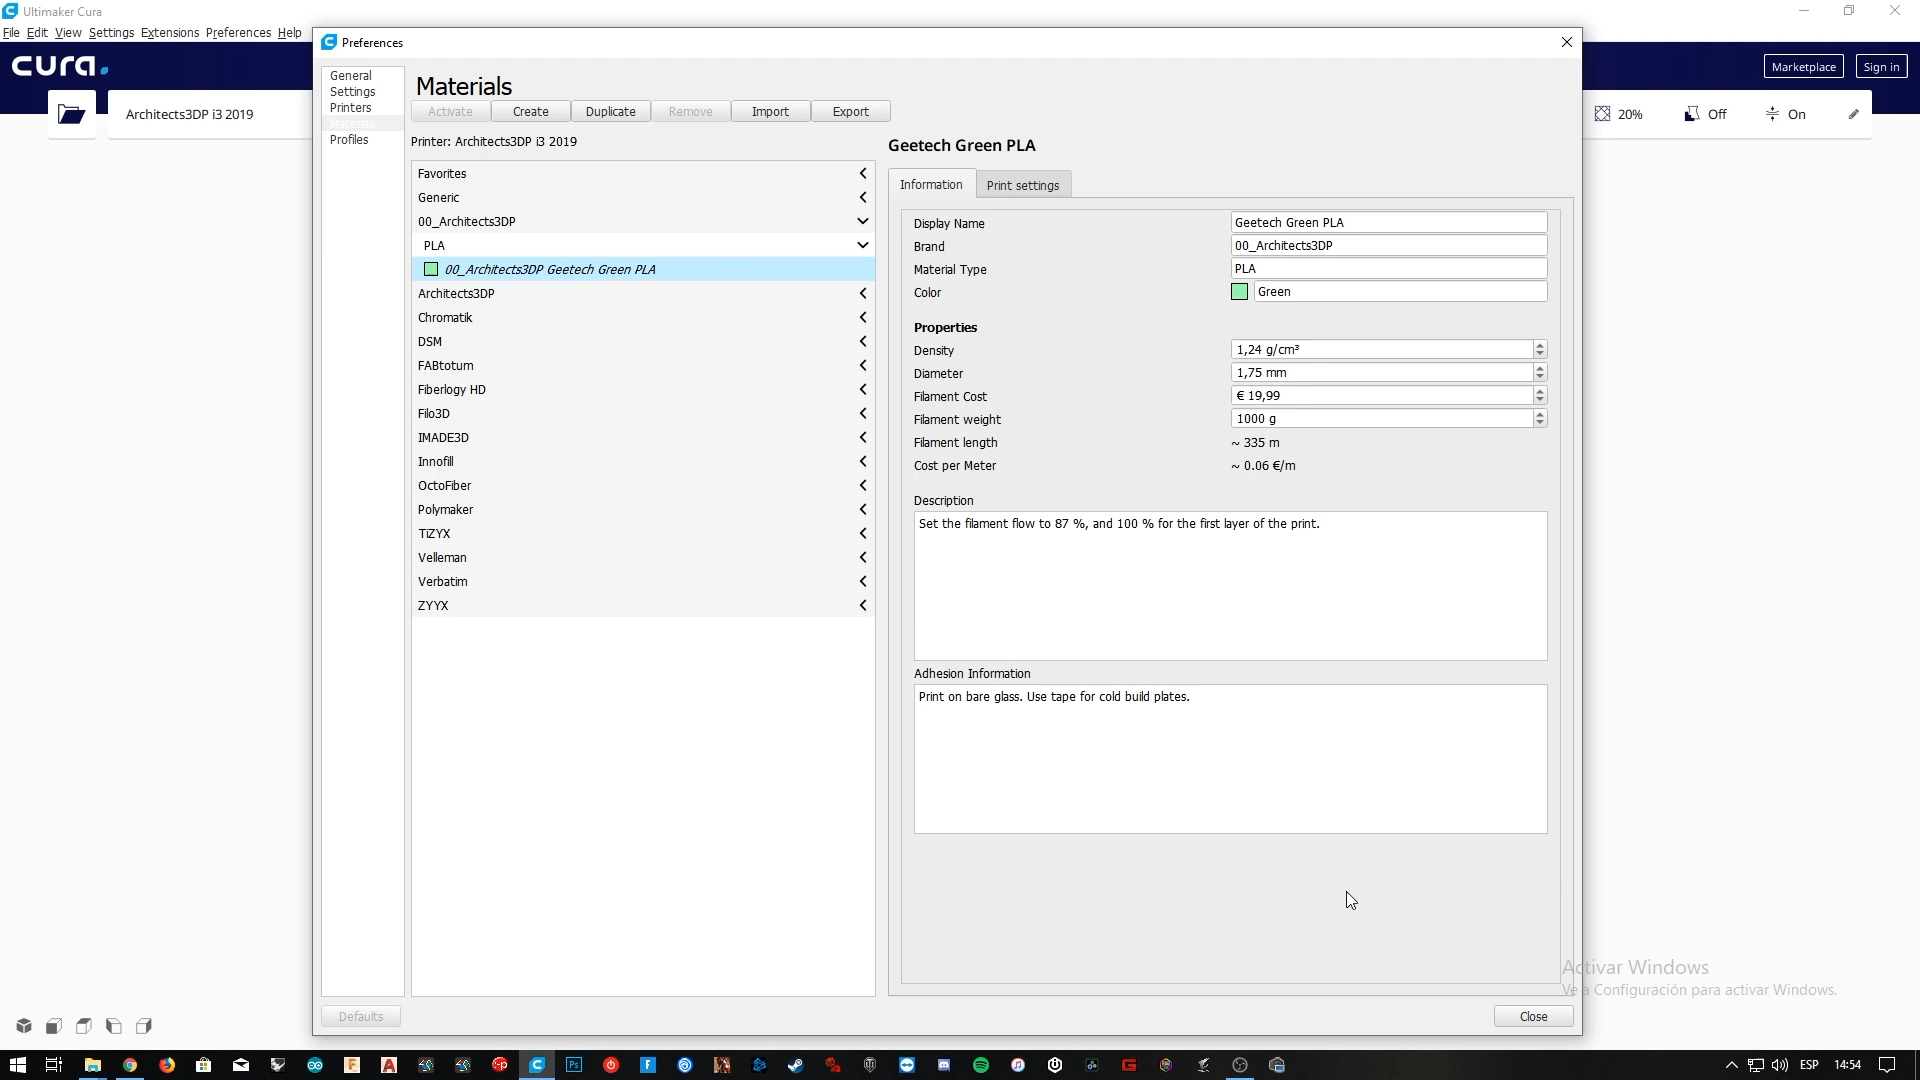 Ultimaker Cura
File Edit View Settings Extensions Preferences Help
cura.
Marketplace
Sign in
Architects3DP i3 2019
20%
Off
On
Preferences
General
Settings
Printers
Materials
Profiles
Materials
Activate
Create
Duplicate
Remove
Import
Export
Printer: Architects3DP i3 2019
Favorites
Generic
00_Architects3DP
PLA
00_Architects3DP Geetech Green PLA
Architects3DP
Chromatik
DSM
FABtotum
Fiberlogy HD
Filo3D
IMADE3D
Innofill
OctoFiber
Polymaker
TiZYX
Velleman
Verbatim
ZYYX
Geetech Green PLA
Information
Print settings
Display Name
Geetech Green PLA
Brand
00_Architects3DP
Material Type
PLA
Color
Green
Properties
Density
1,24 g/cm³
Diameter
1,75 mm
Filament Cost
€ 19,99
Filament weight
1000 g
Filament length
~ 335 m
Cost per Meter
~ 0.06 €/m
Description
Set the filament flow to 87 %, and 100 % for the first layer of the print.
Adhesion Information
Print on bare glass. Use tape for cold build plates.
Defaults
Close
Activar Windows
Ve a Configuración para activar Windows.
ESP
14:54